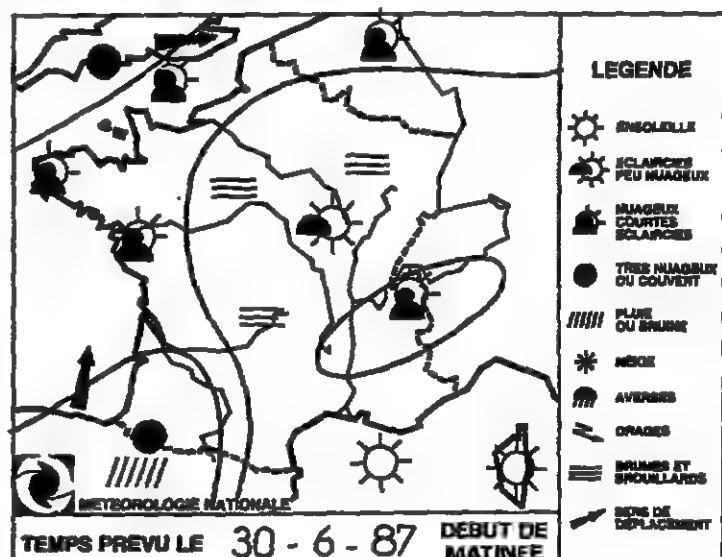 LEGENDE
ENSOLEILLE
ECLAIRCIES
PEU NUAGEUX
NUAGEUX
COURTES
ECLAIRCIES
TRES NUAGEUX
OU COUVERT
PLUIE
OU BRUINE
NEIGE
AVERSES
ORAGES
BRUMES ET
BROUILLARDS
SENS DE
DEPLACEMENT
METEOROLOGIE NATIONALE
TEMPS PREVU LE 30-6-87 DEBUT DE
MATINEE